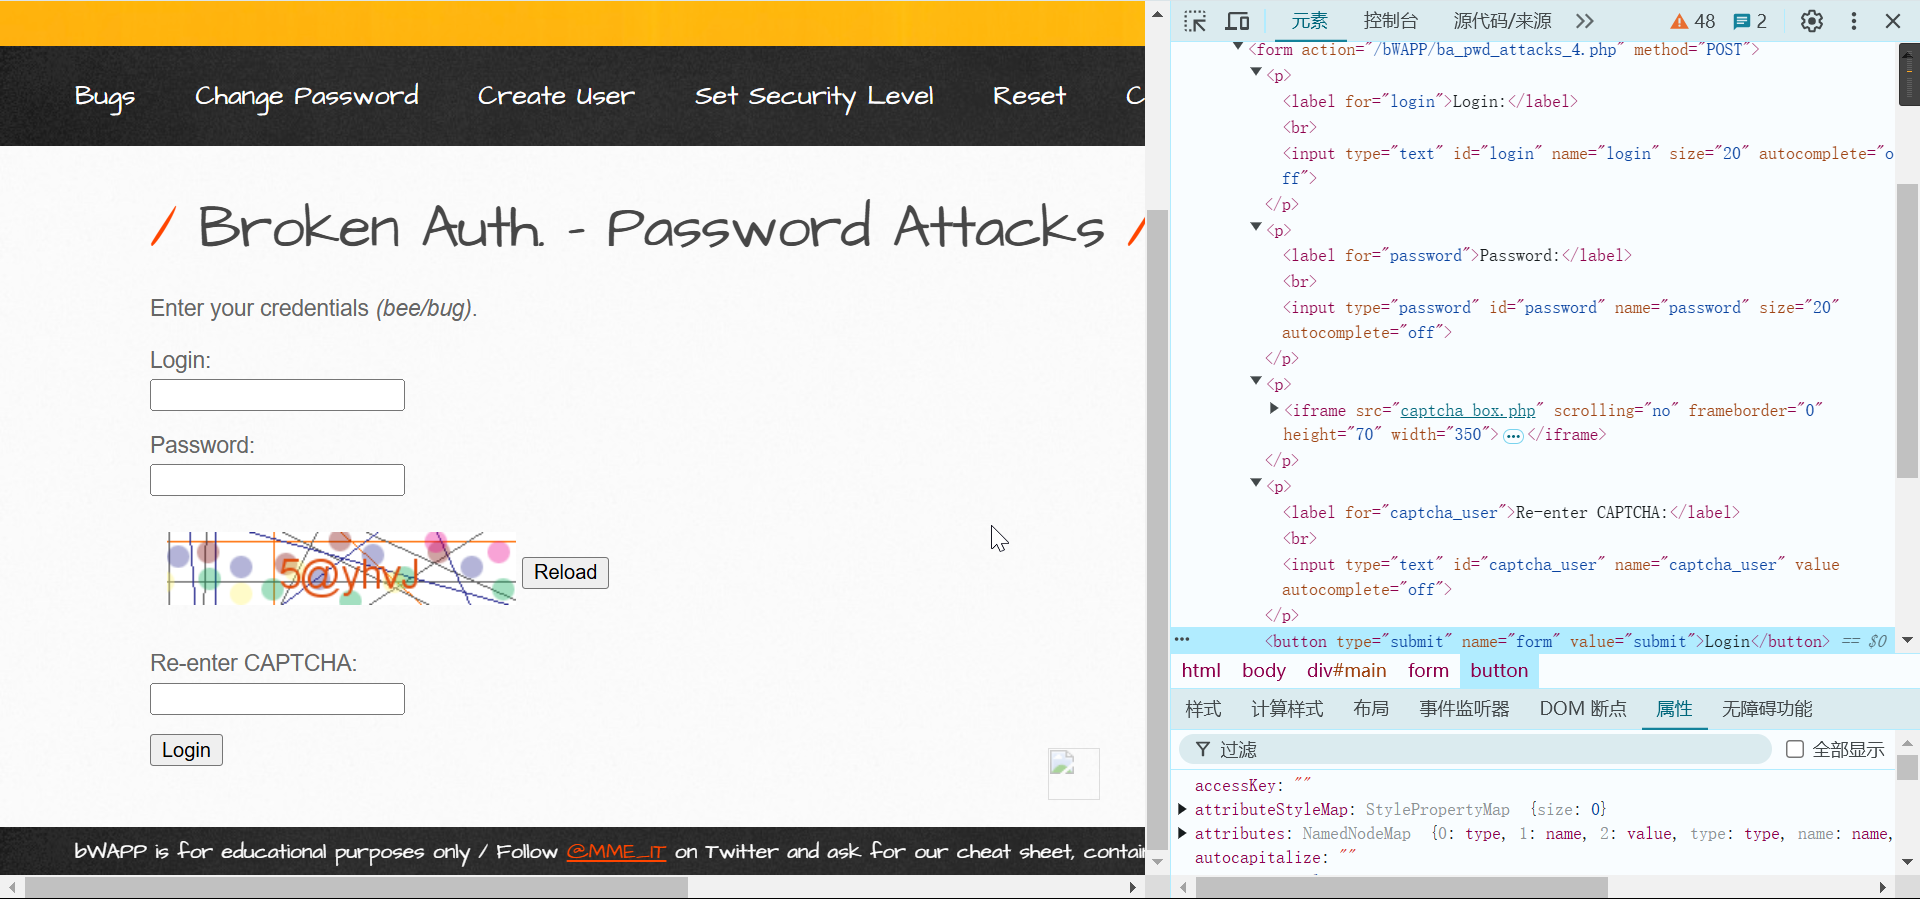 Bugs Change Password Create User Set Security Level Reset C
/ Broken Auth. - Password Attacks /
Enter your credentials (bee/bug).
Login:
Password:
5@yhvJ
Reload
Re-enter CAPTCHA:
Login
bWAPP is for educational purposes only / Follow @MME_IT on Twitter and ask for our cheat sheet, contai
元素 控制台 源代码/来源 48 2
<form action="/bWAPP/ba_pwd_attacks_4.php" method="POST">
<p>
<label for="login">Login:</label>
<br>
<input type="text" id="login" name="login" size="20" autocomplete="o
ff">
</p>
<p>
<label for="password">Password:</label>
<br>
<input type="password" id="password" name="password" size="20"
autocomplete="off">
</p>
<p>
<iframe src="captcha_box.php" scrolling="no" frameborder="0"
height="70" width="350">…</iframe>
</p>
<p>
<label for="captcha_user">Re-enter CAPTCHA:</label>
<br>
<input type="text" id="captcha_user" name="captcha_user" value
autocomplete="off">
</p>
… <button type="submit" name="form" value="submit">Login</button> == $0
html body div#main form button
样式 计算样式 布局 事件监听器 DOM 断点 属性 无障碍功能
过滤 全部显示
accessKey: ""
attributeStyleMap: StylePropertyMap {size: 0}
attributes: NamedNodeMap {0: type, 1: name, 2: value, type: type, name: name,
autocapitalize: ""